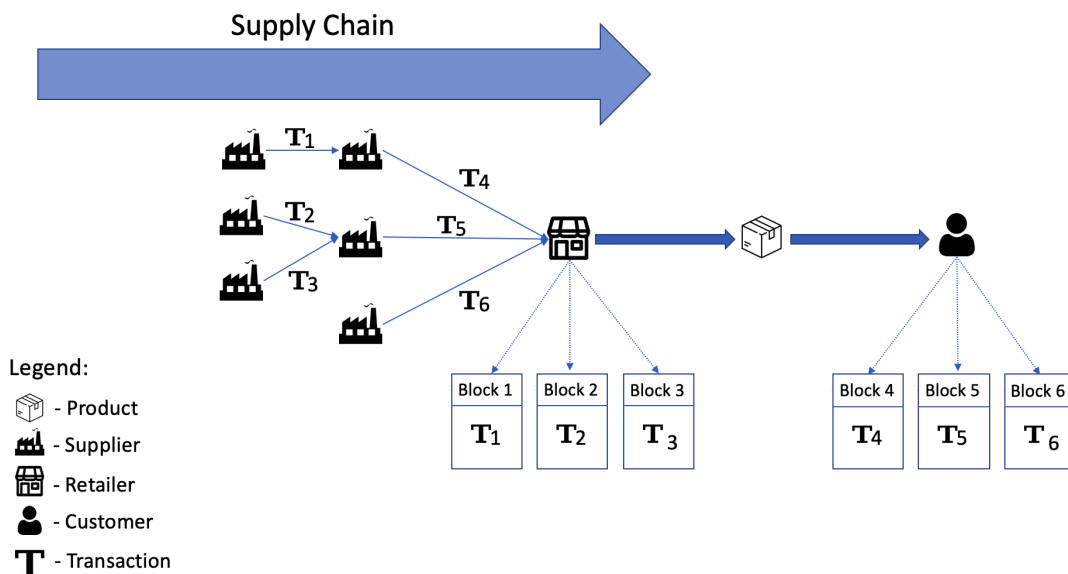 Supply Chain
T1
T2
T3
T4
T5
T6
Block 1
T1
Block 2
T2
Block 3
T3
Block 4
T4
Block 5
T5
Block 6
T6
Legend:
- Product
- Supplier
- Retailer
- Customer
T - Transaction